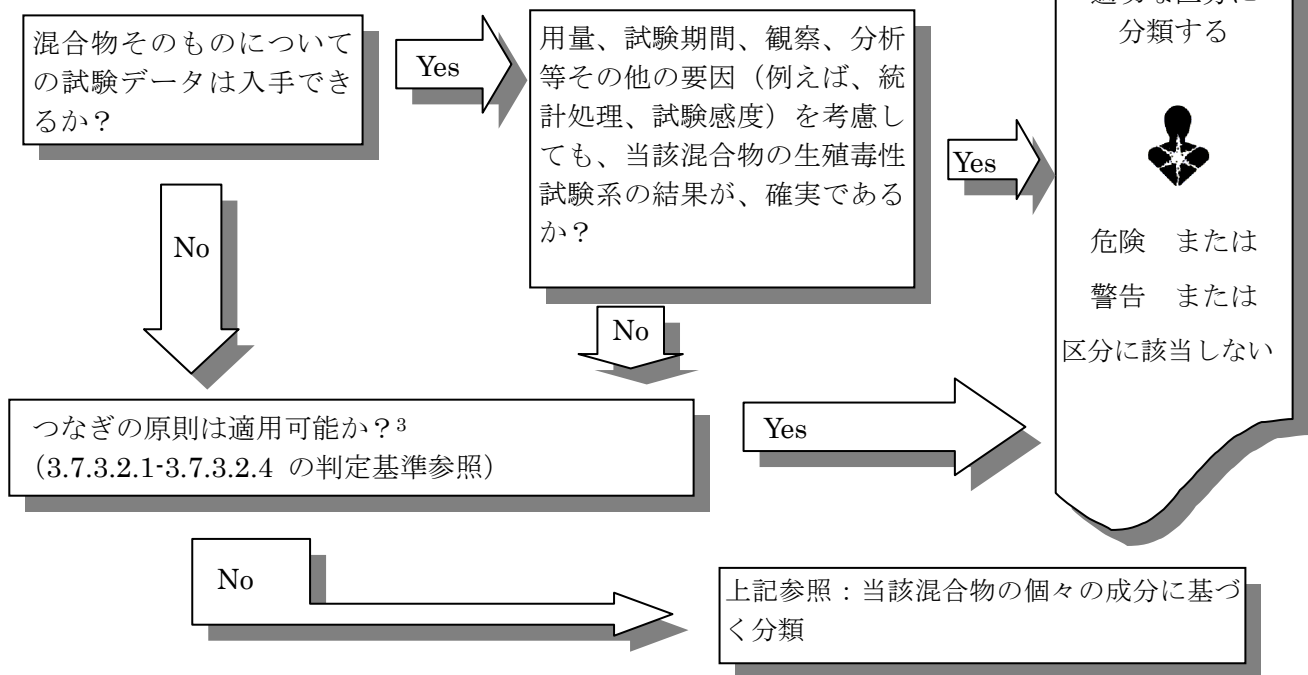 混合物そのものについて
の試験データは入手でき
るか？
Yes
用量、試験期間、観察、分析
等その他の要因（例えば、統
計処理、試験感度）を考慮し
ても、当該混合物の生殖毒性
試験系の結果が、確実である
か？
Yes
分類する
危険 または
警告 または
区分に該当しない
No
No
つなぎの原則は適用可能か？³
（3.7.3.2.1-3.7.3.2.4 の判定基準参照）
Yes
No
上記参照：当該混合物の個々の成分に基づ
く分類